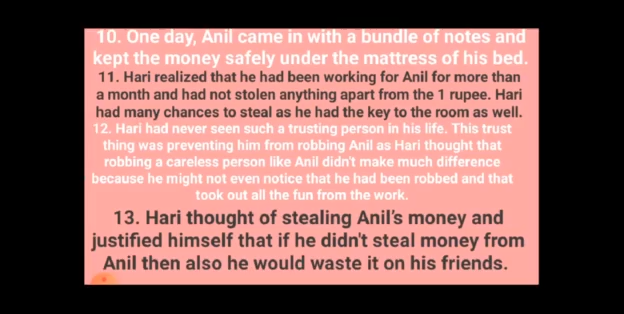 10. One day, Anil came in with a bundle of notes and
kept the money safely under the mattress of his bed.
11. Hari realized that he had been working for Anil for more than
a month and had not stolen anything apart from the 1 rupee. Hari
had many chances to steal as he had the key to the room as well.
12. Hari had never seen such a trusting person in his life. This trust
thing was preventing him from robbing Anil as Hari thought that
robbing a careless person like Anil didn't make much difference
because he might not even notice that he had been robbed and that
took out all the fun from the work.
13. Hari thought of stealing Anil's money and
justified himself that if he didn't steal money from
Anil then also he would waste it on his friends.